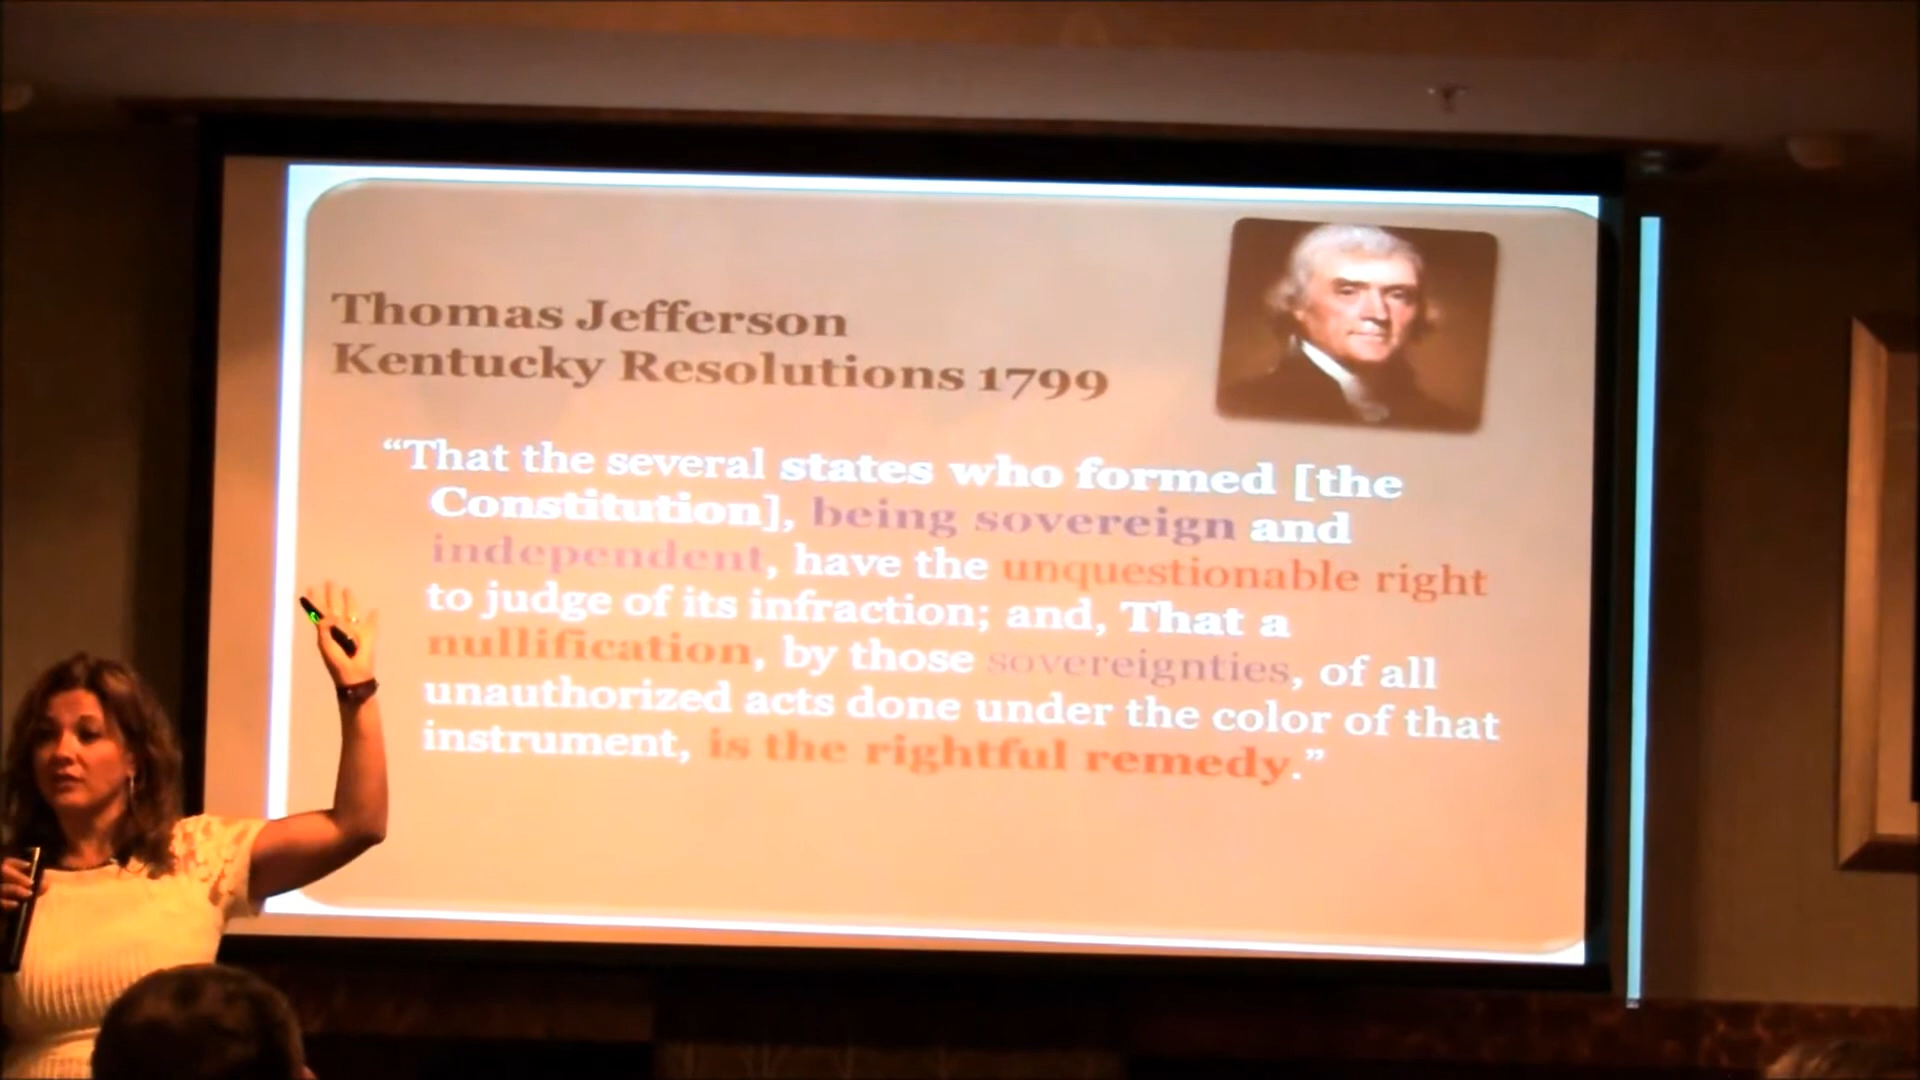 Thomas Jefferson
Kentucky Resolutions 1799
“That the several states who formed [the
Constitution], being sovereign and
independent, have the unquestionable right
to judge of its infraction; and, That a
nullification, by those sovereignties, of all
unauthorized acts done under the color of that
instrument, is the rightful remedy.”